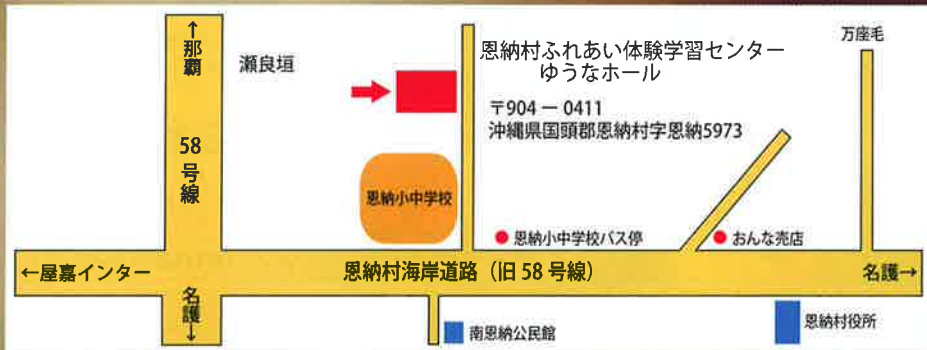 ↑那覇
58号線
名護↓
瀬良垣
恩納村ふれあい体験学習センター
ゆうなホール
〒904－0411
沖縄県国頭郡恩納村字恩納5973
万座毛
恩納小中学校
恩納小中学校バス停
おんな売店
←屋嘉インター
恩納村海岸道路（旧58号線）
名護→
南恩納公民館
恩納村役所